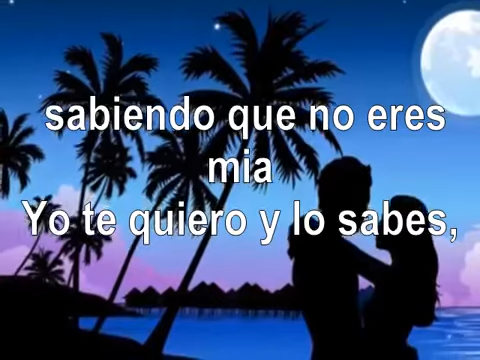 sabiendo que no eres
mia
Yo te quiero y lo sabes,